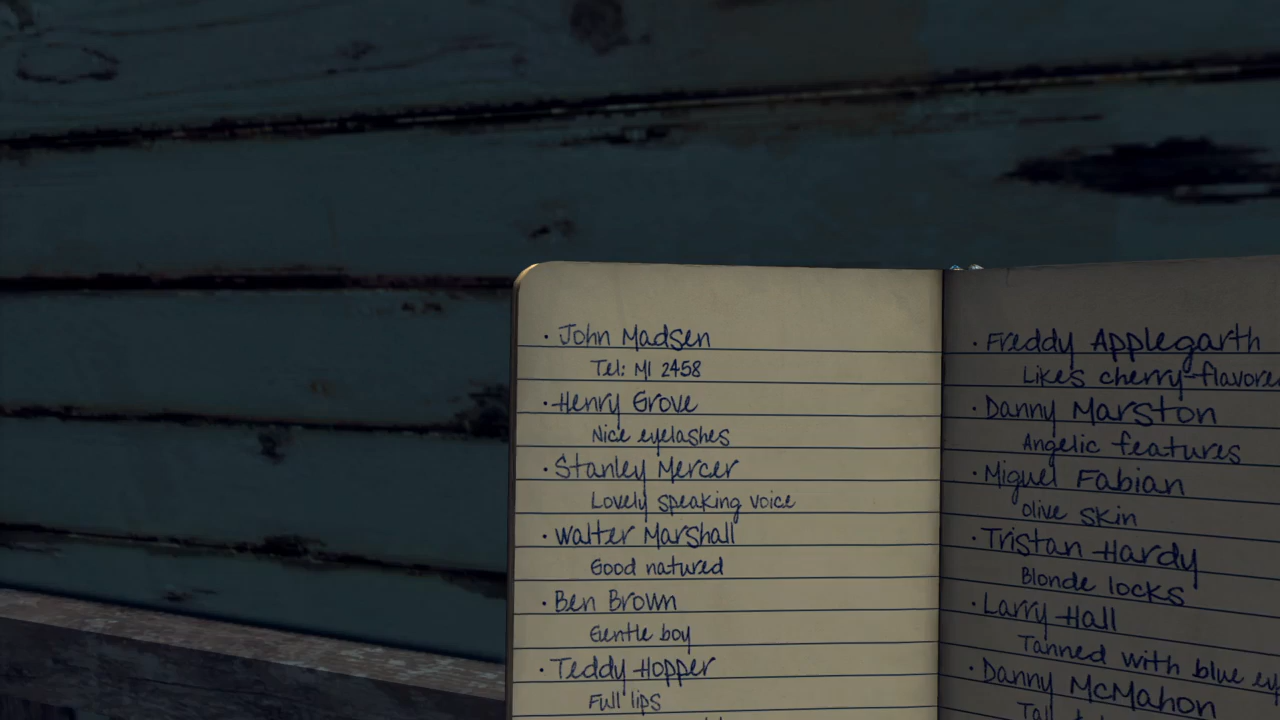 · John Madsen
Tel: MI 2458
· Henry Grove
Nice eyelashes
· Stanley Mercer
Lovely speaking voice
· Walter Marshall
Good natured
· Ben Brown
Gentle boy
· Teddy Hopper
Full lips
· Freddy Applegarth
Likes cherry-flavore
· Danny Marston
Angelic features
· Miguel Fabian
olive skin
· Tristan Hardy
Blonde locks
· Larry Hall
Tanned with blue ey
· Danny McMahon